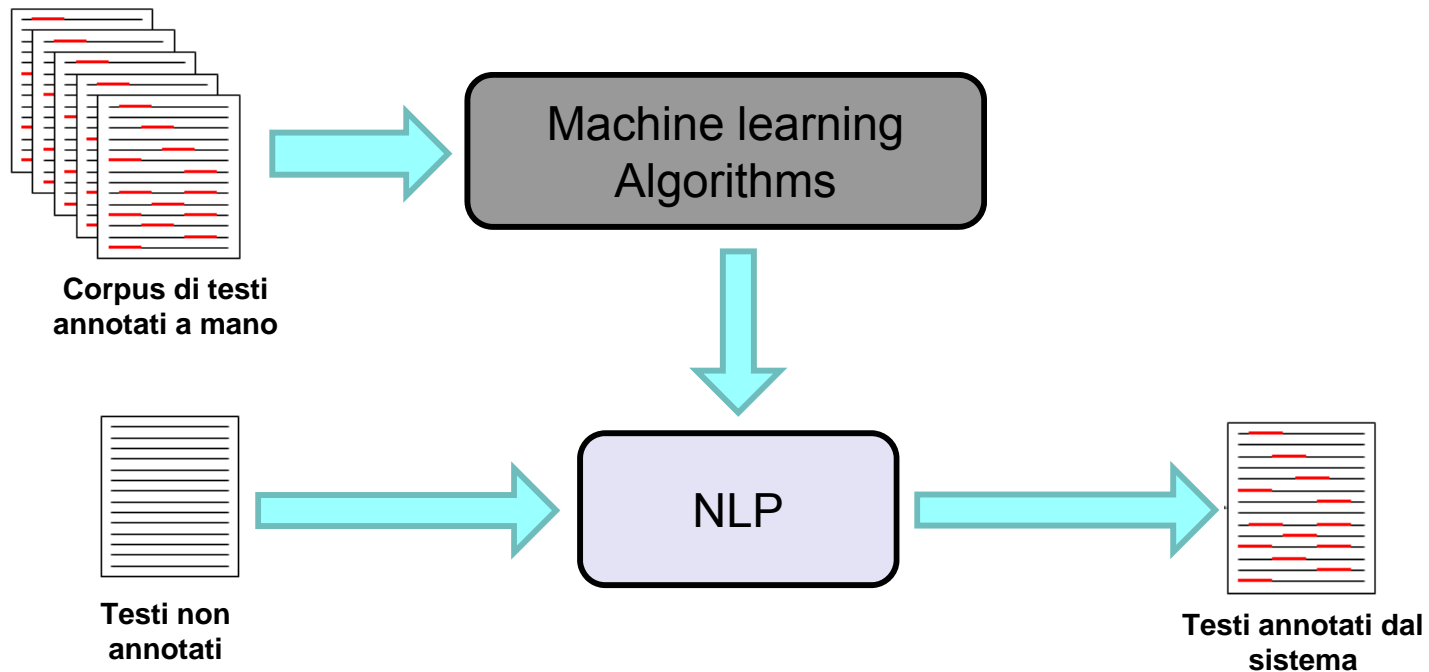 Machine learning
Algorithms
Corpus di testi
annotati a mano
NLP
Testi non
annotati
Testi annotati dal
sistema